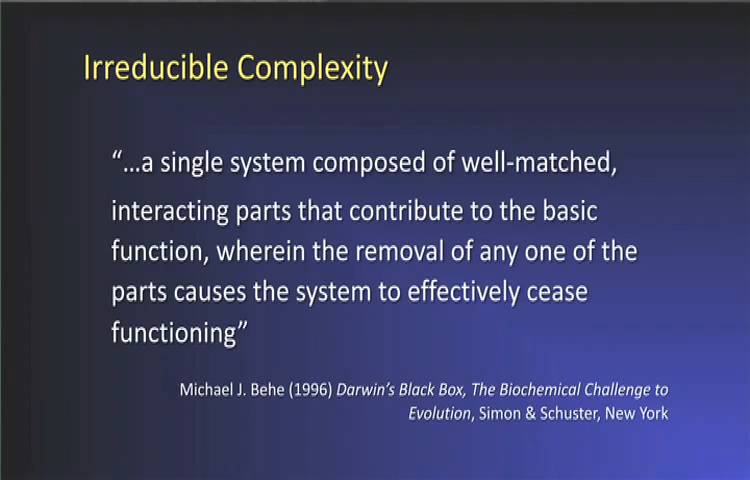 Irreducible Complexity
“…a single system composed of well-matched,
interacting parts that contribute to the basic
function, wherein the removal of any one of the
parts causes the system to effectively cease
functioning”
Michael J. Behe (1996) Darwin’s Black Box, The Biochemical Challenge to
Evolution, Simon & Schuster, New York